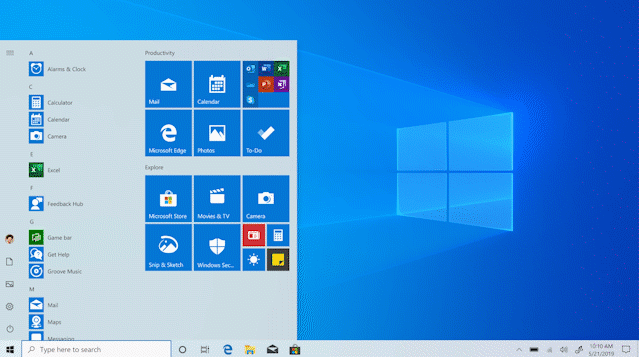 A
Alarms & Clock
C
Calculator
Calendar
Camera
E
Excel
F
Feedback Hub
G
Game bar
Get Help
Groove Music
M
Mail
Maps
Messaging
Productivity
Mail
Calendar
Microsoft Edge
Photos
To-Do
Explore
Microsoft Store
Movies & TV
Camera
Snip & Sketch
Windows Sec...
Type here to search
10:10 AM
5/21/2019